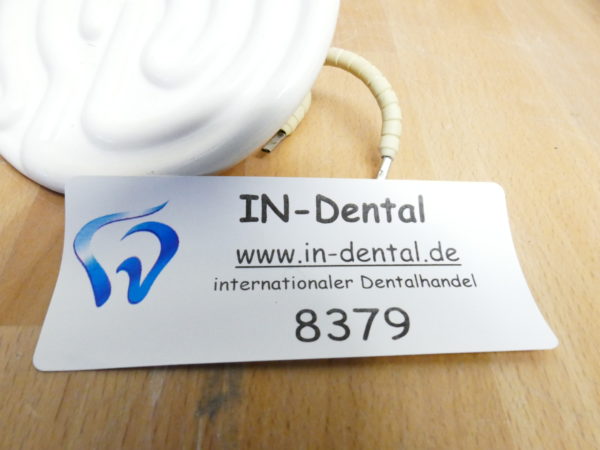 IN-Dental
www.in-dental.de
internationaler Dentalhandel
8379